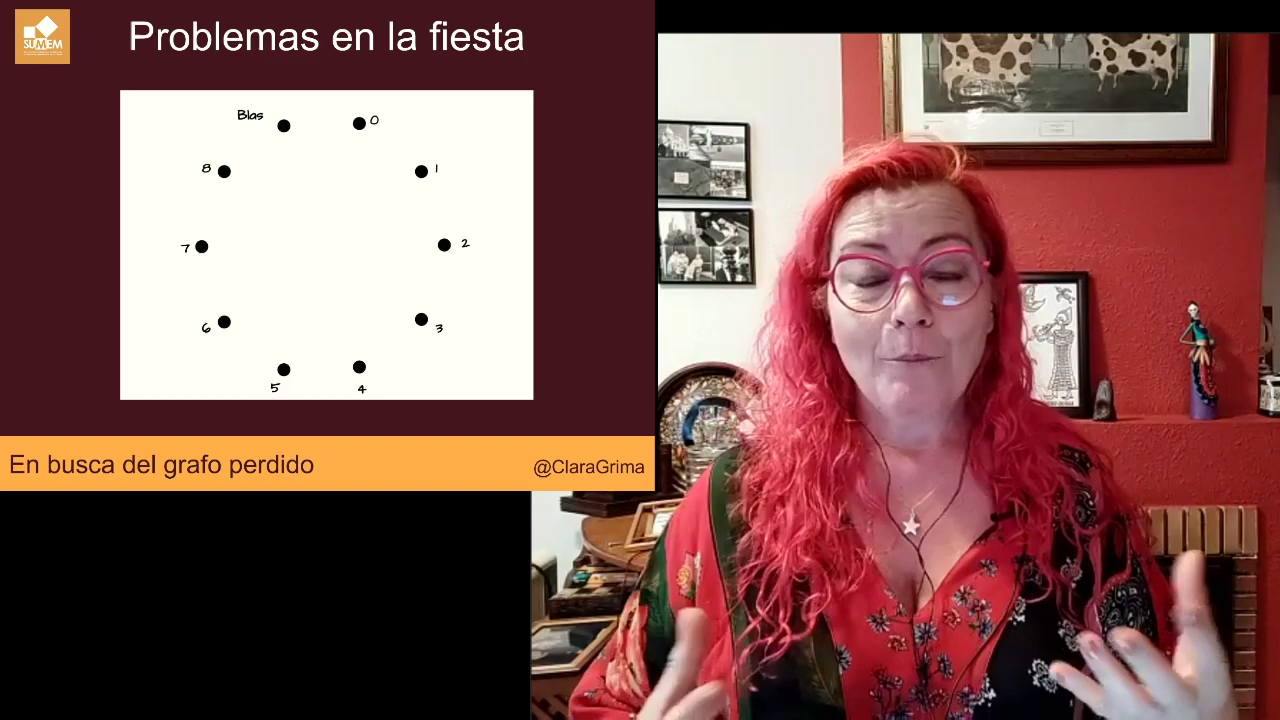 SUMEM
Problemas en la fiesta
Blas
0
8
1
7
2
6
3
5
4
En busca del grafo perdido
@ClaraGrima